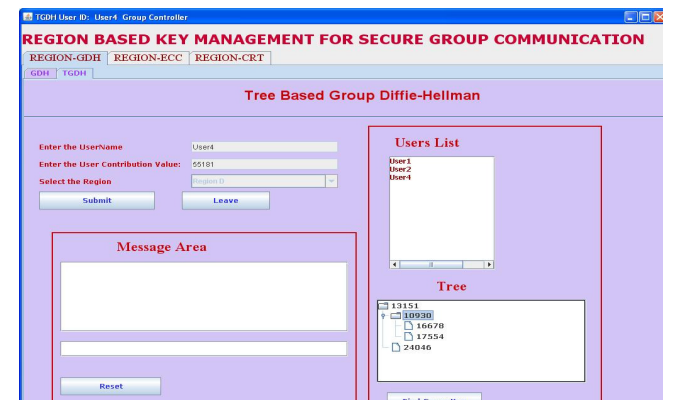 TGDH User ID: User4 Group Controller
REGION BASED KEY MANAGEMENT FOR SECURE GROUP COMMUNICATION
REGION-GDH REGION-ECC REGION-CRT
GDH TGDH
Tree Based Group Diffie-Hellman
Enter the UserName User4
Enter the User Contribution Value: 55181
Select the Region Region D
Submit Leave
Message Area
Reset
Users List
User1
User2
User4
Tree
13151
10930
16678
17554
24046